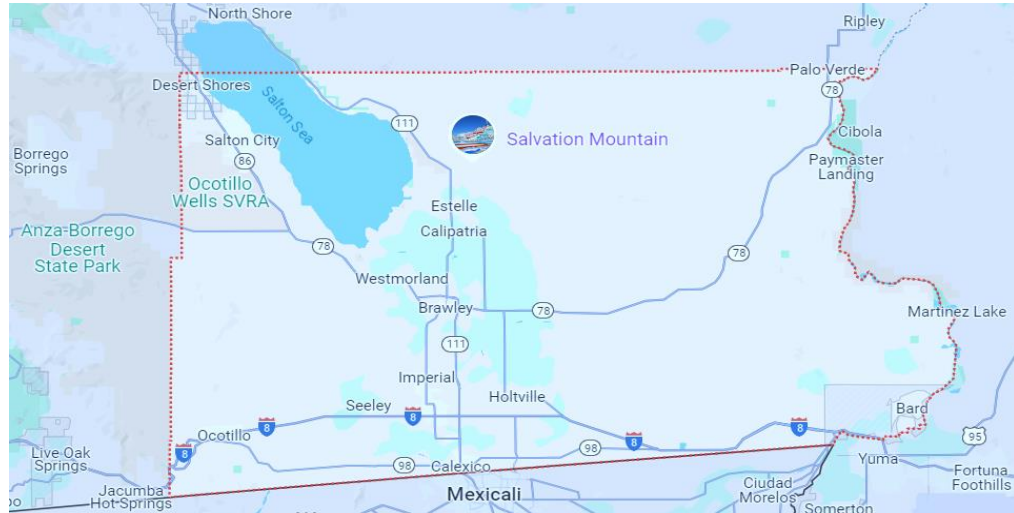 North Shore
Ripley
Desert Shores
Palo Verde
78
Salton Sea
111
Salvation Mountain
Cibola
Salton City
Borrego
Springs
86
Paymaster
Landing
Ocotillo
Wells SVRA
Estelle
Calipatria
Anza-Borrego
Desert
State Park
78
78
Westmorland
Brawley
78
Martinez Lake
111
Imperial
Holtville
Seeley
8
Bard
8
8
8
Ocotillo
95
98
98
Live Oak
Springs
Calexico
Yuma
Fortuna
Foothills
Jacumba
Hot Springs
Mexicali
Ciudad
Morelos
Somerton